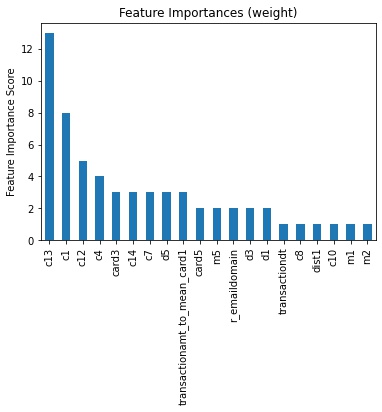 Feature Importances (weight)
Feature Importance Score
12
10
8
6
4
2
0
c13
c1
c12
c4
card3
c14
c7
d5
transactionamt_to_mean_card1
card5
m5
r_emaildomain
d3
d1
transactiondt
c8
dist1
c10
m1
m2